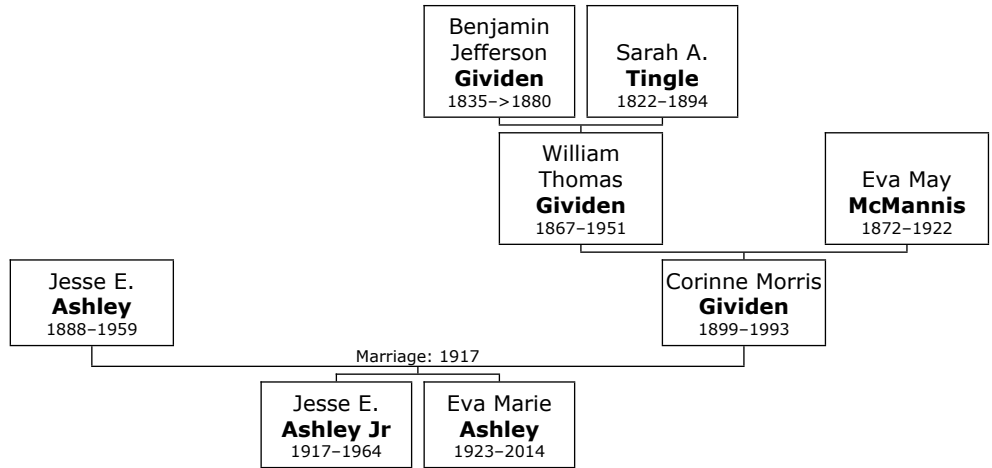 Benjamin
Jefferson
Gividen
1835–>1880
Sarah A.
Tingle
1822–1894
William
Thomas
Gividen
1867–1951
Eva May
McMannis
1872–1922
Jesse E.
Ashley
1888–1959
Corinne Morris
Gividen
1899–1993
Marriage: 1917
Jesse E.
Ashley Jr
1917–1964
Eva Marie
Ashley
1923–2014